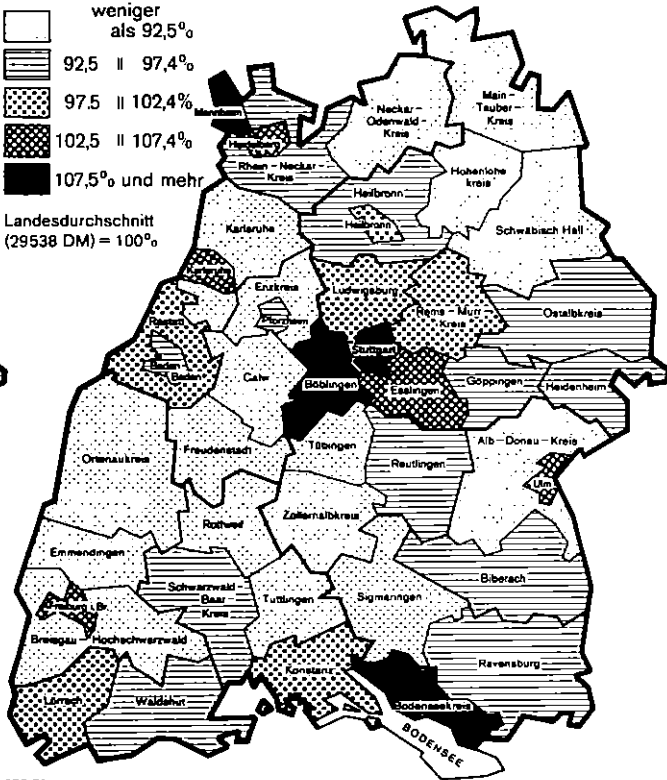 weniger
als 92,5%
92,5 || 97,4%
97.5 || 102,4%
102,5 || 107,4%
107,5% und mehr
Landesdurchschnitt
(29538 DM) = 100%
Mannheim
Heidelberg
Rhein-Neckar-
Kreis
Neckar-
Odenwald-
Kreis
Main-
Tauber-
Kreis
Hohenlohe
kreis
Heilbronn
Heilbronn
Schwäbisch Hall
Karlsruhe
Karlsruhe
Enzkreis
Pforzheim
Ludwigsburg
Rems-Murr
Kreis
Ostalbkreis
Rastatt
Baden
Baden
Calw
Böblingen
Stuttgart
Esslingen
Göppingen
Heidenheim
Ortenaukreis
Freudenstadt
Tübingen
Reutlingen
Alb-Donau-Kreis
Ulm
Rottweil
Zollernalbkreis
Emmendingen
Freiburg i. Br.
Breisgau-Hochschwarzwald
Schwarzwald
Baar
Kreis
Tuttlingen
Sigmaringen
Biberach
Ravensburg
Lörrach
Waldshut
Konstanz
Bodenseekreis
BODENSEE